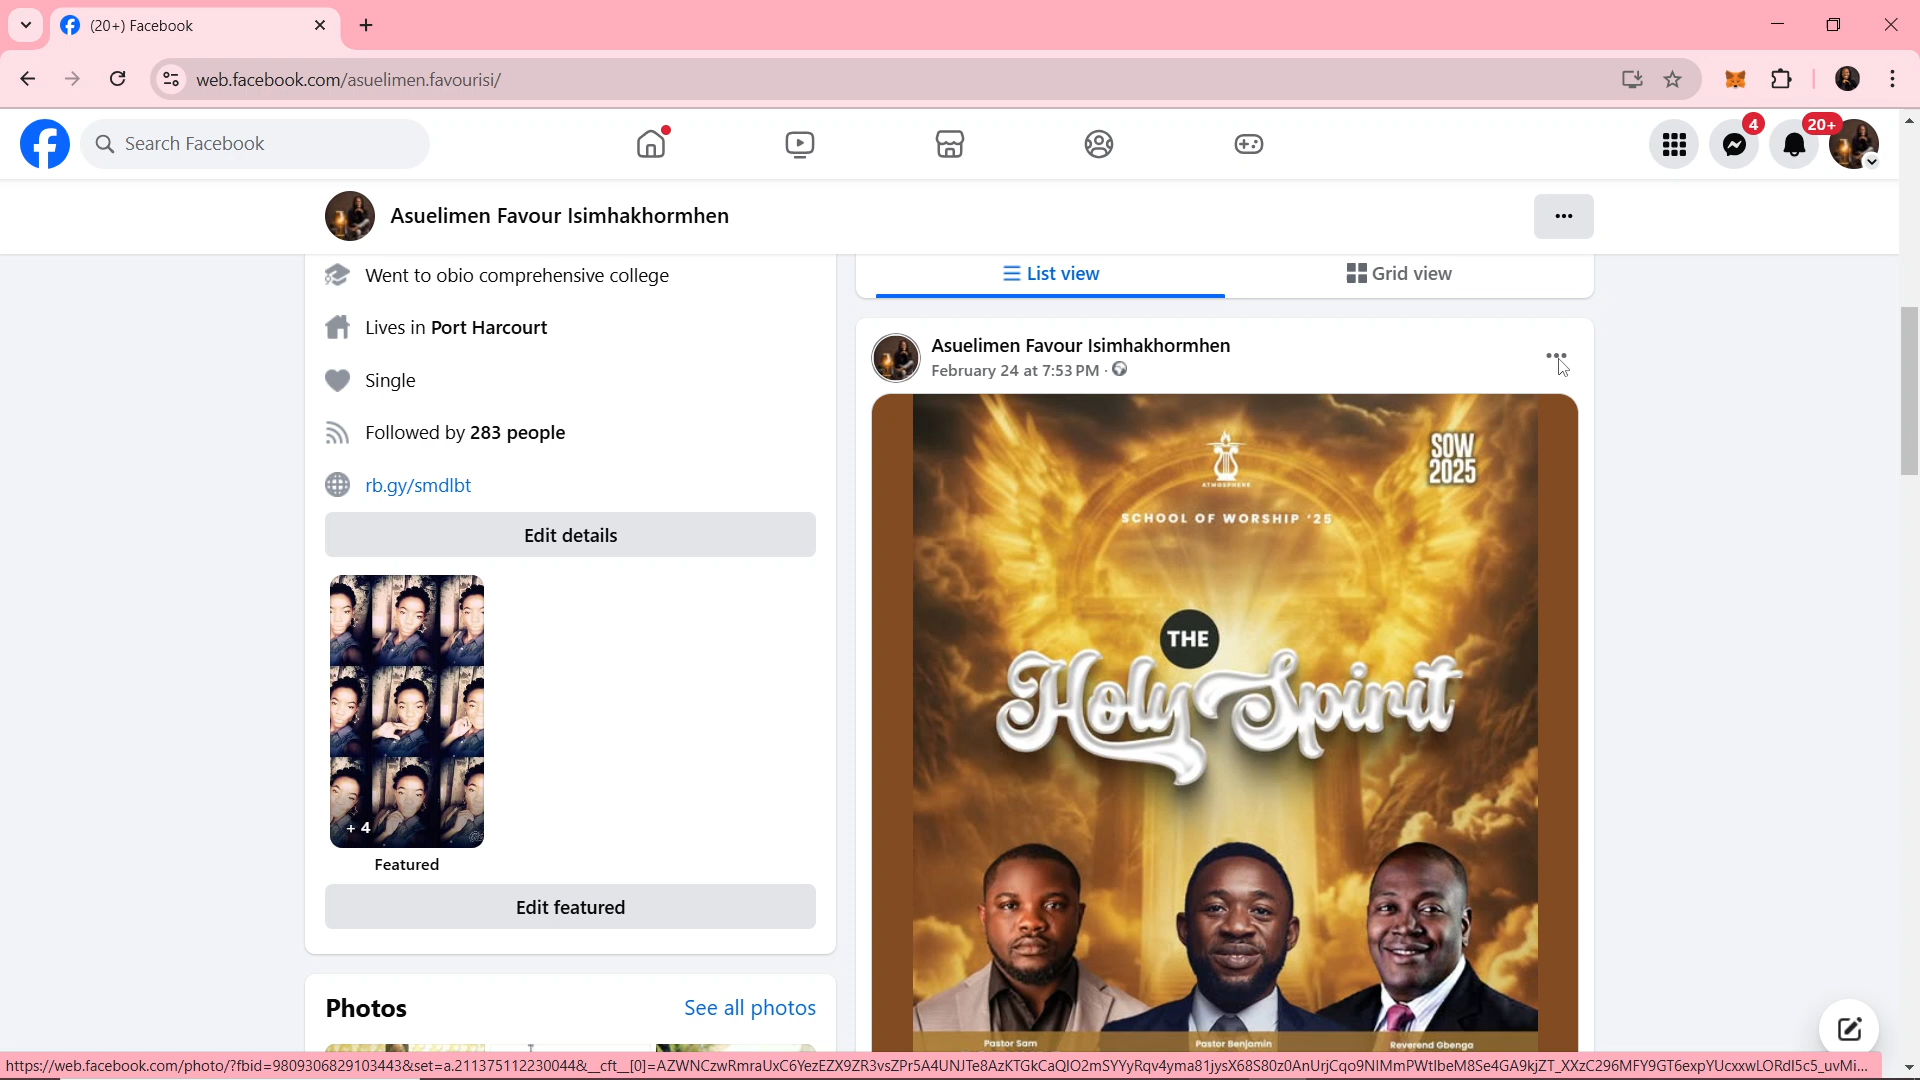 (20+) Facebook
web.facebook.com/asuelimen.favourisi/
Search Facebook
4
20+
Asuelimen Favour Isimhakhormhen
Went to obio comprehensive college
Lives in Port Harcourt
Single
Followed by 283 people
rb.gy/smdlbt
Edit details
+ 4
Featured
Edit featured
Photos
See all photos
List view
Grid view
Asuelimen Favour Isimhakhormhen
February 24 at 7:53 PM ·
ATMOSPHERE
SOW
2025
SCHOOL OF WORSHIP '25
THE
Holy Spirit
Pastor Sam
Pastor Benjamin
Reverend Gbenga